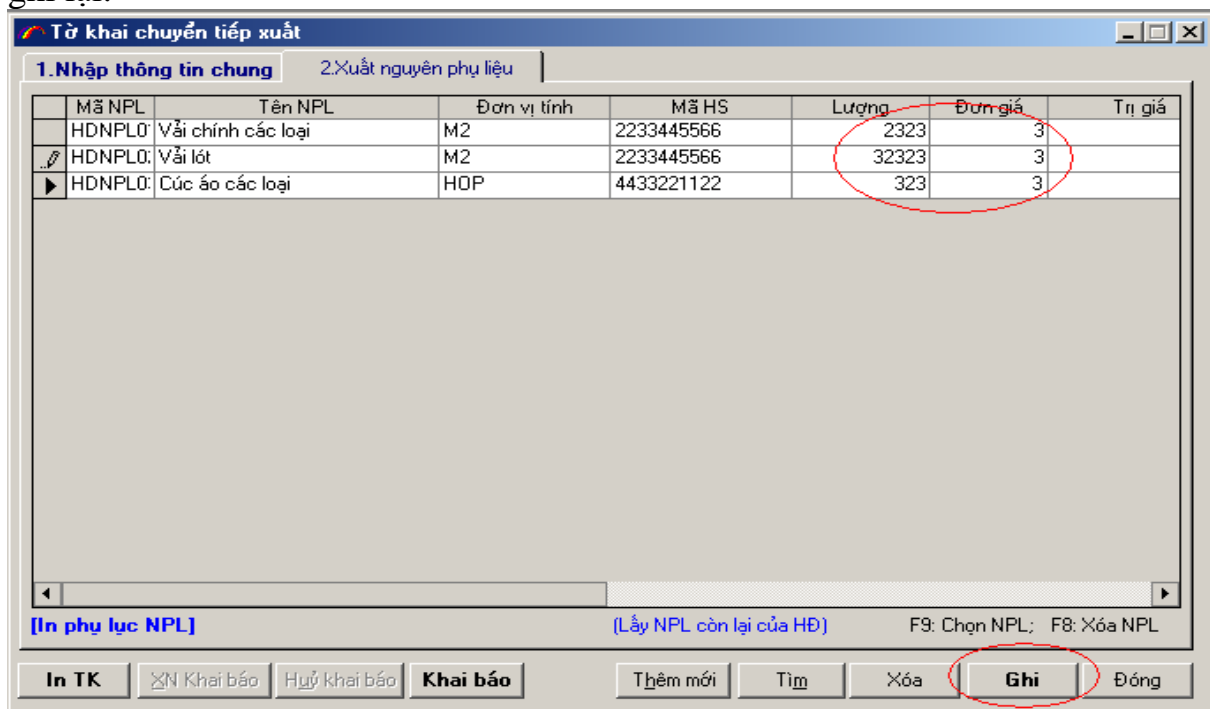 Tờ khai chuyển tiếp xuất
1.Nhập thông tin chung 2.Xuất nguyên phụ liệu
Mã NPL Tên NPL Đơn vị tính Mã HS Lượng Đơn giá Trị giá
HDNPL0 Vải chính các loại M2 2233445566 2323 3
HDNPL0 Vải lót M2 2233445566 32323 3
HDNPL0 Cúc áo các loại HOP 4433221122 323 3
[In phụ lục NPL] (Lấy NPL còn lại của HĐ) F9: Chọn NPL; F8: Xóa NPL
In TK XN Khai báo Huỷ khai báo Khai báo Thêm mới Tìm Xóa Ghi Đóng